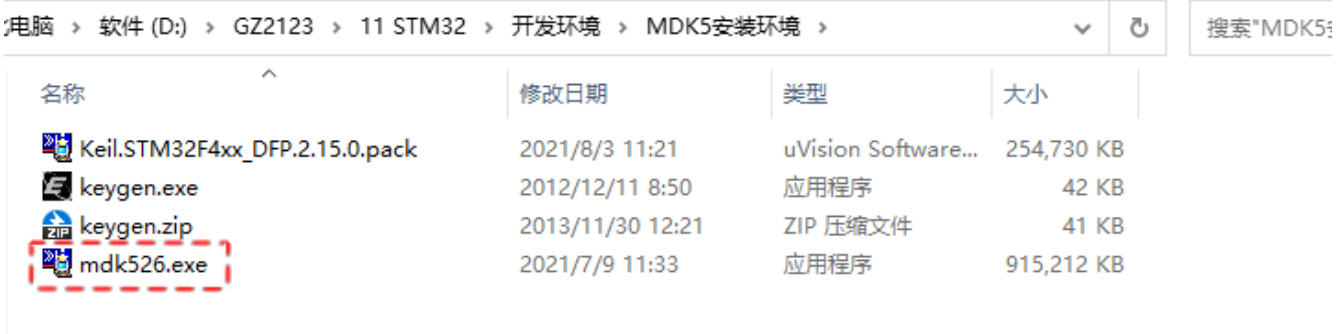 电脑 › 软件 (D:) › GZ2123 › 11 STM32 › 开发环境 › MDK5安装环境 › 搜索"MDK5
名称 修改日期 类型 大小
Keil.STM32F4xx_DFP.2.15.0.pack 2021/8/3 11:21 uVision Software... 254,730 KB
keygen.exe 2012/12/11 8:50 应用程序 42 KB
keygen.zip 2013/11/30 12:21 ZIP 压缩文件 41 KB
mdk526.exe 2021/7/9 11:33 应用程序 915,212 KB